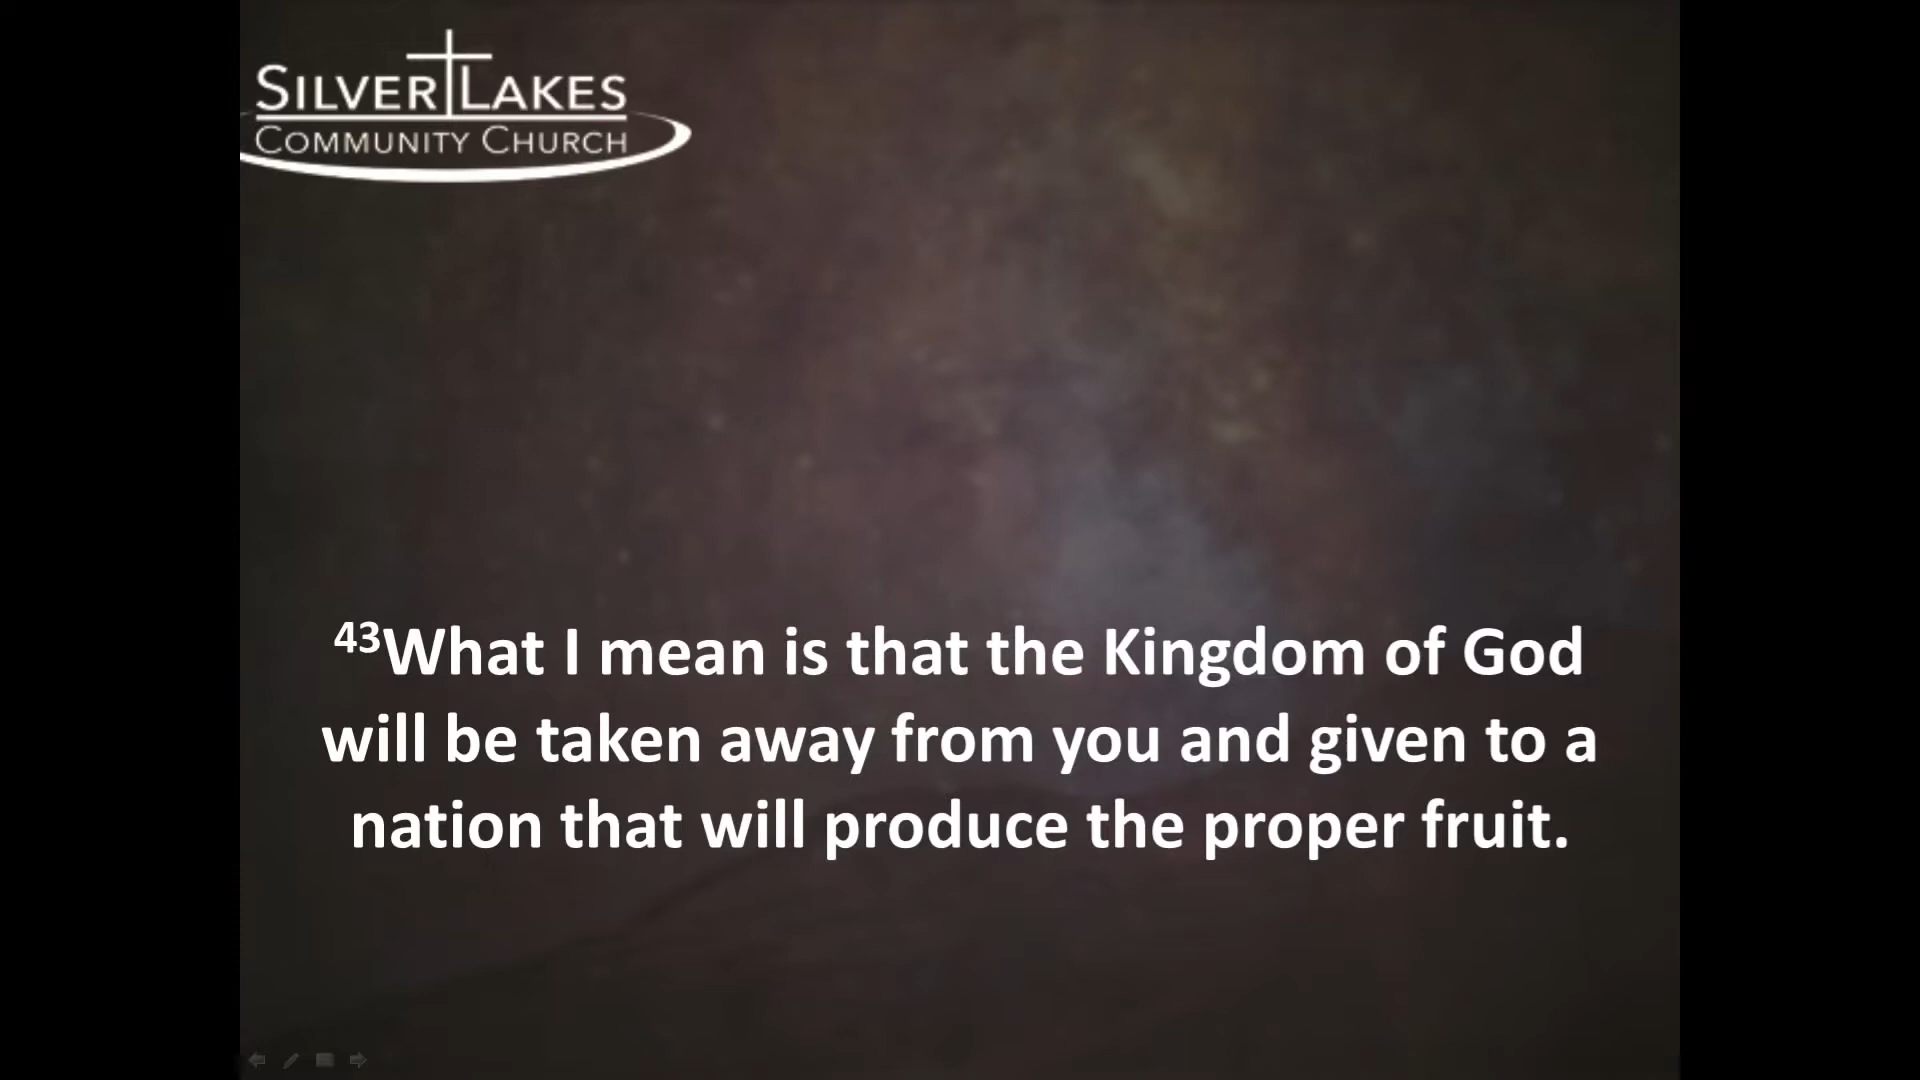 SILVER LAKES
COMMUNITY CHURCH
43What I mean is that the Kingdom of God
will be taken away from you and given to a
nation that will produce the proper fruit.